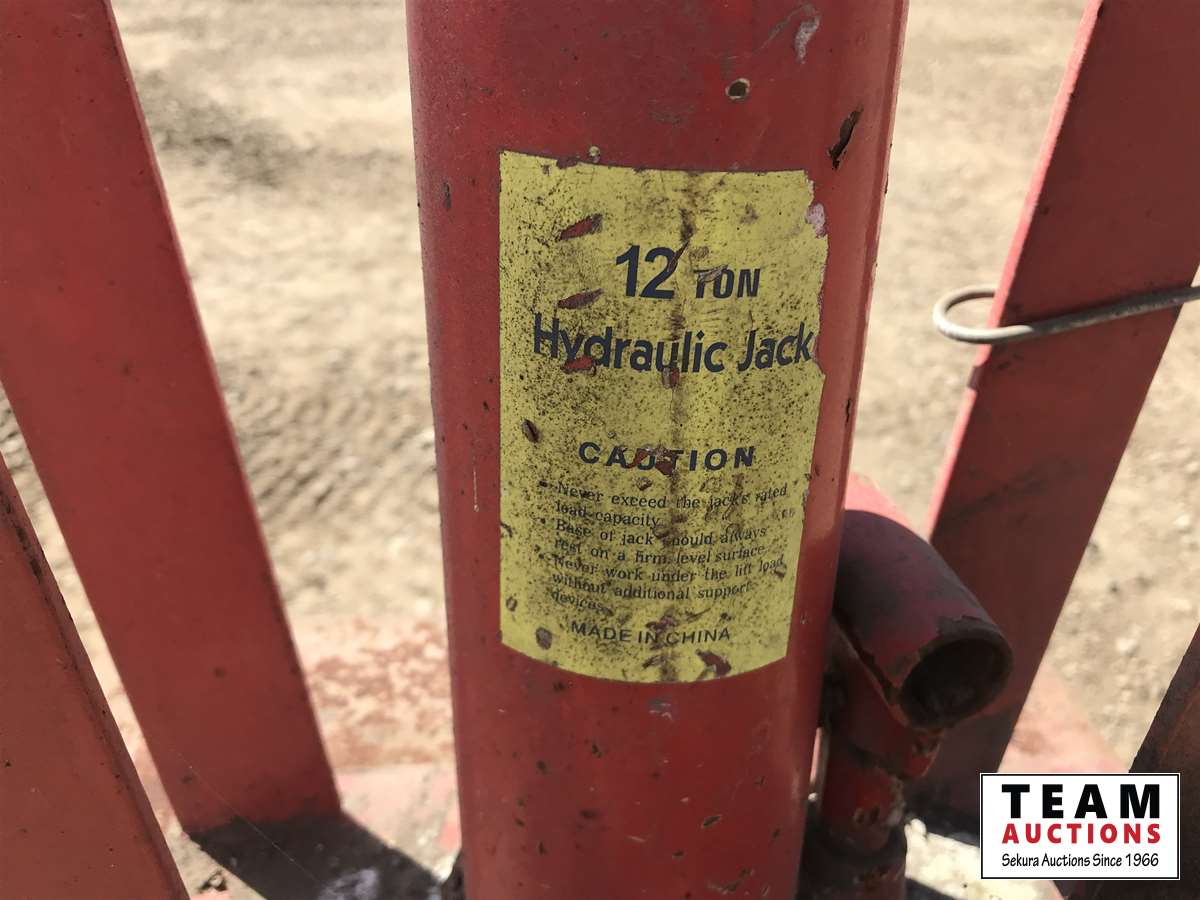 12 TON
Hydraulic Jack
CAUTION
• Never exceed the jack's rated
load capacity
• Base of jack should always
rest on a firm level surface
• Never work under the lift load
without additional support
devices
MADE IN CHINA
TEAM
AUCTIONS
Sekura Auctions Since 1966